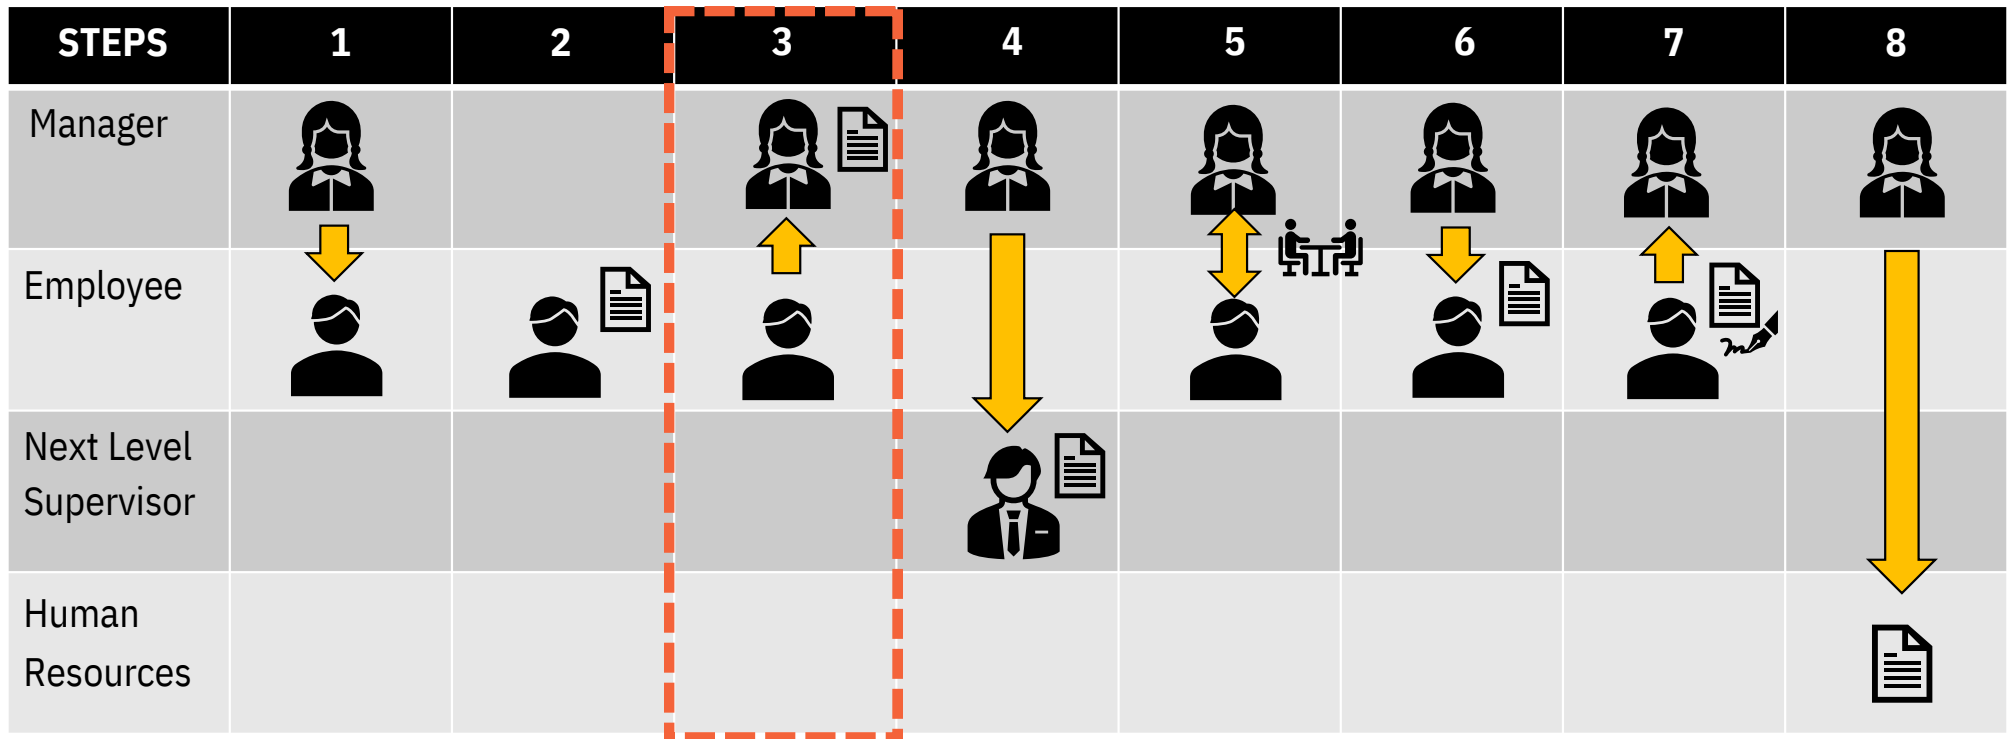 STEPS 1 2 3 4 5 6 7 8
Manager
Employee
Next Level
Supervisor
Human
Resources